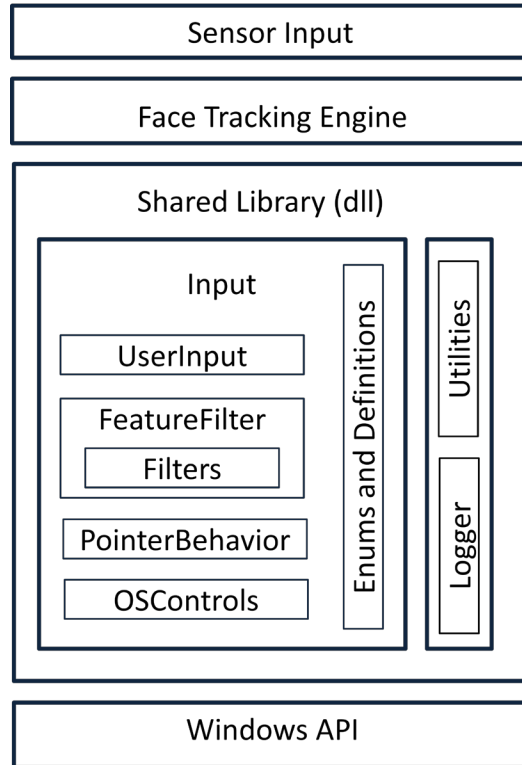 Sensor Input
Face Tracking Engine
Shared Library (dll)
Input
UserInput
FeatureFilter
Filters
PointerBehavior
OSControls
Enums and Definitions
Utilities
Logger
Windows API